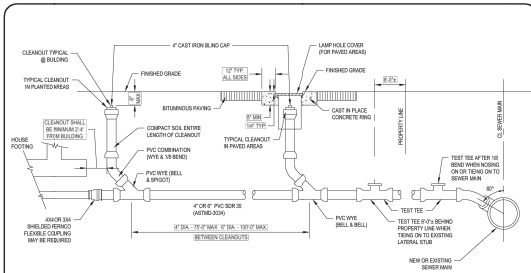 4" CAST IRON BLIND CAP
LAMP HOLE COVER
(FOR PAVED AREAS)
CLEANOUT TYPICAL
@ BUILDING
FINISHED GRADE
12" TYP.
ALL SIDES
FINISHED GRADE
6'-0"±
TYPICAL CLEANOUT
IN PLANTED AREAS
MAX
BITUMINOUS PAVING
6" MIN
1/4" TYP.
CAST IN PLACE
CONCRETE RING
PROPERTY LINE
CL SEWER MAIN
CLEANOUT SHALL
BE MINIMUM 2'-4'
FROM BUILDING
COMPACT SOIL ENTIRE
LENGTH OF CLEANOUT
TYPICAL CLEANOUT
IN PAVED AREAS
HOUSE
FOOTING
PVC COMBINATION
(WYE & 1/8 BEND)
TEST TEE AFTER 1/8
BEND WHEN NOSING
ON OR TIEING ON TO
SEWER MAIN
PVC WYE (BELL
& SPIGOT)
60°
4X4OR 3X4
SHIELDED FERNCO
FLEXIBLE COUPLING
MAY BE REQUIRED
4" OR 6" PVC SDR 35
(ASTMD-3034)
4" DIA. - 75'-0" MAX 6" DIA. - 100'-0" MAX
BETWEEN CLEANOUTS
PVC WYE
(BELL & BELL)
TEST TEE
TEST TEE 8'-0"± BEHIND
PROPERTY LINE WHEN
TIEING ON TO EXISTING
LATERAL STUB
NEW OR EXISTING
SEWER MAIN